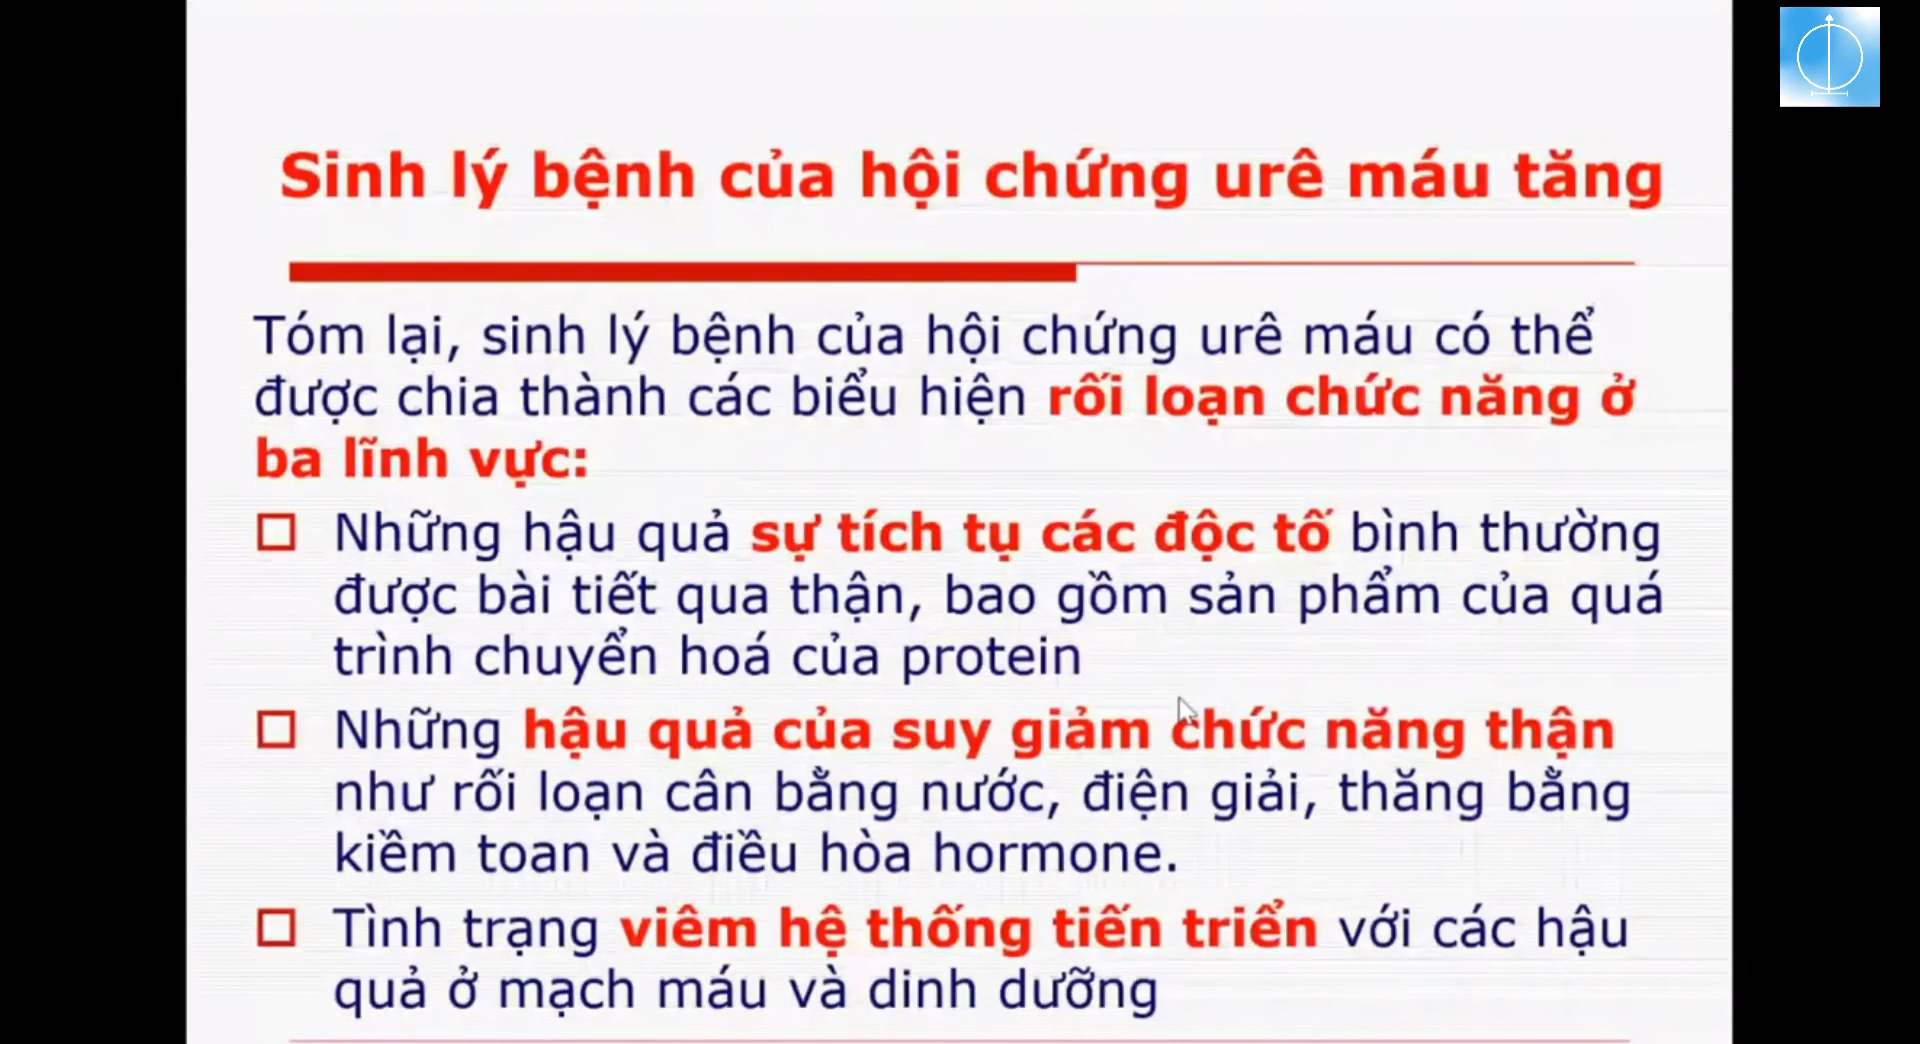 Sinh lý bệnh của hội chứng urê máu tăng
Tóm lại, sinh lý bệnh của hội chứng urê máu có thể
được chia thành các biểu hiện rối loạn chức năng ở
ba lĩnh vực:
Những hậu quả sự tích tụ các độc tố bình thường
được bài tiết qua thận, bao gồm sản phẩm của quá
trình chuyển hoá của protein
Những hậu quả của suy giảm chức năng thận
như rối loạn cân bằng nước, điện giải, thăng bằng
kiềm toan và điều hòa hormone.
Tình trạng viêm hệ thống tiến triển với các hậu
quả ở mạch máu và dinh dưỡng